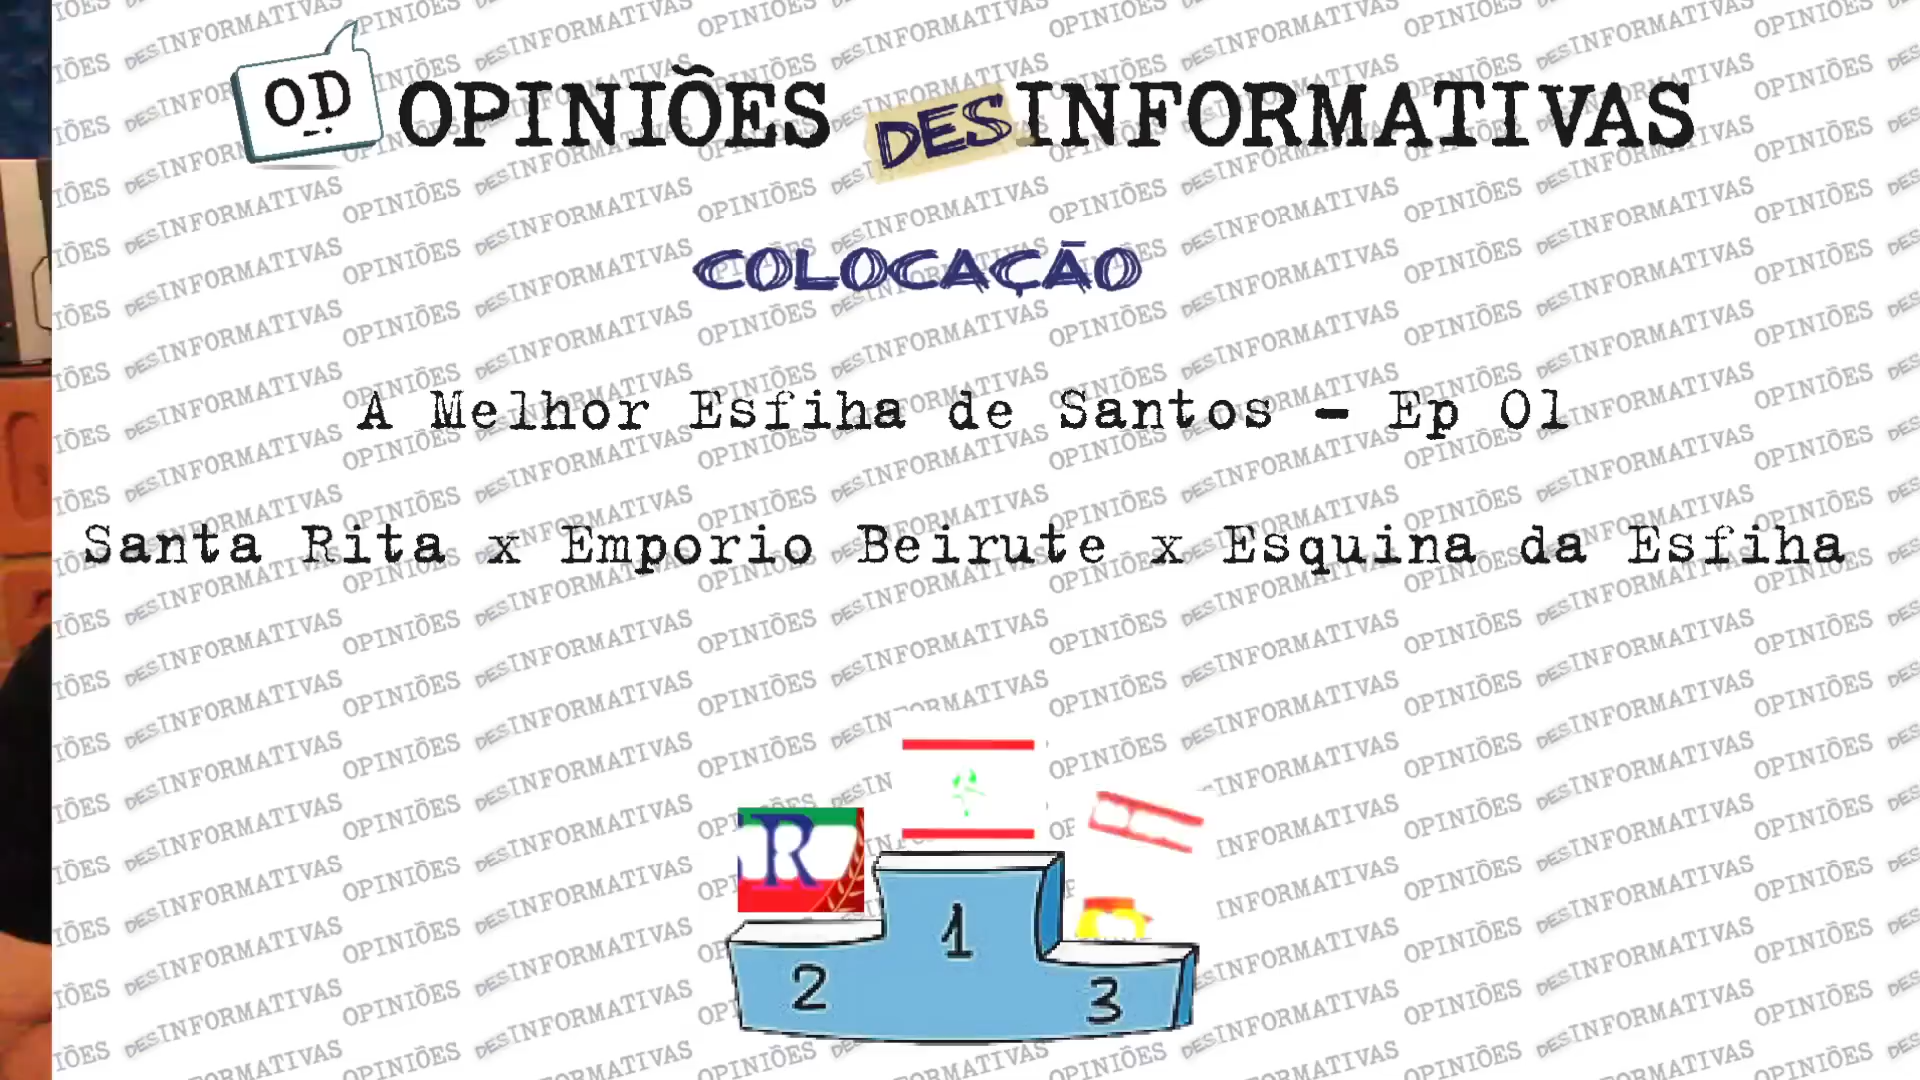 OD OPINIÕES DESINFORMATIVAS
COLOCAÇÃO
A Melhor Esfiha de Santos - Ep 01
Santa Rita x Emporio Beirute x Esquina da Esfiha
R
1
2
3